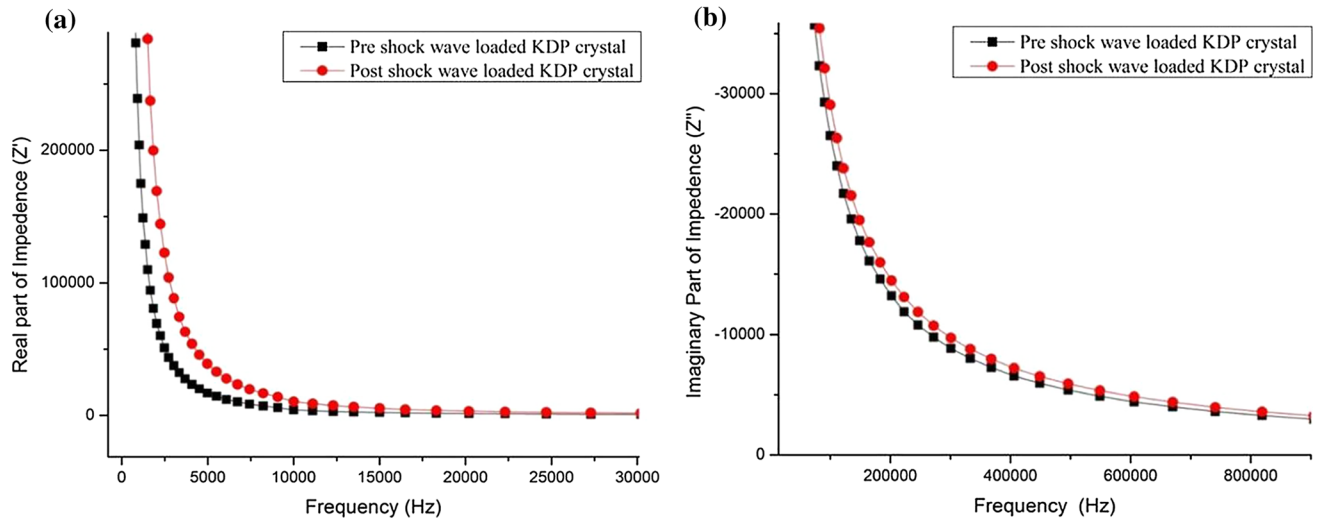 (a)
Pre shock wave loaded KDP crystal
Post shock wave loaded KDP crystal
Real part of Impedence (Z')
200000
100000
0
0 5000 10000 15000 20000 25000 30000
Frequency (Hz)
(b)
Pre shock wave loaded KDP crystal
Post shock wave loaded KDP crystal
Imaginary Part of Impedence (Z'')
-30000
-20000
-10000
0
200000 400000 600000 800000
Frequency (Hz)